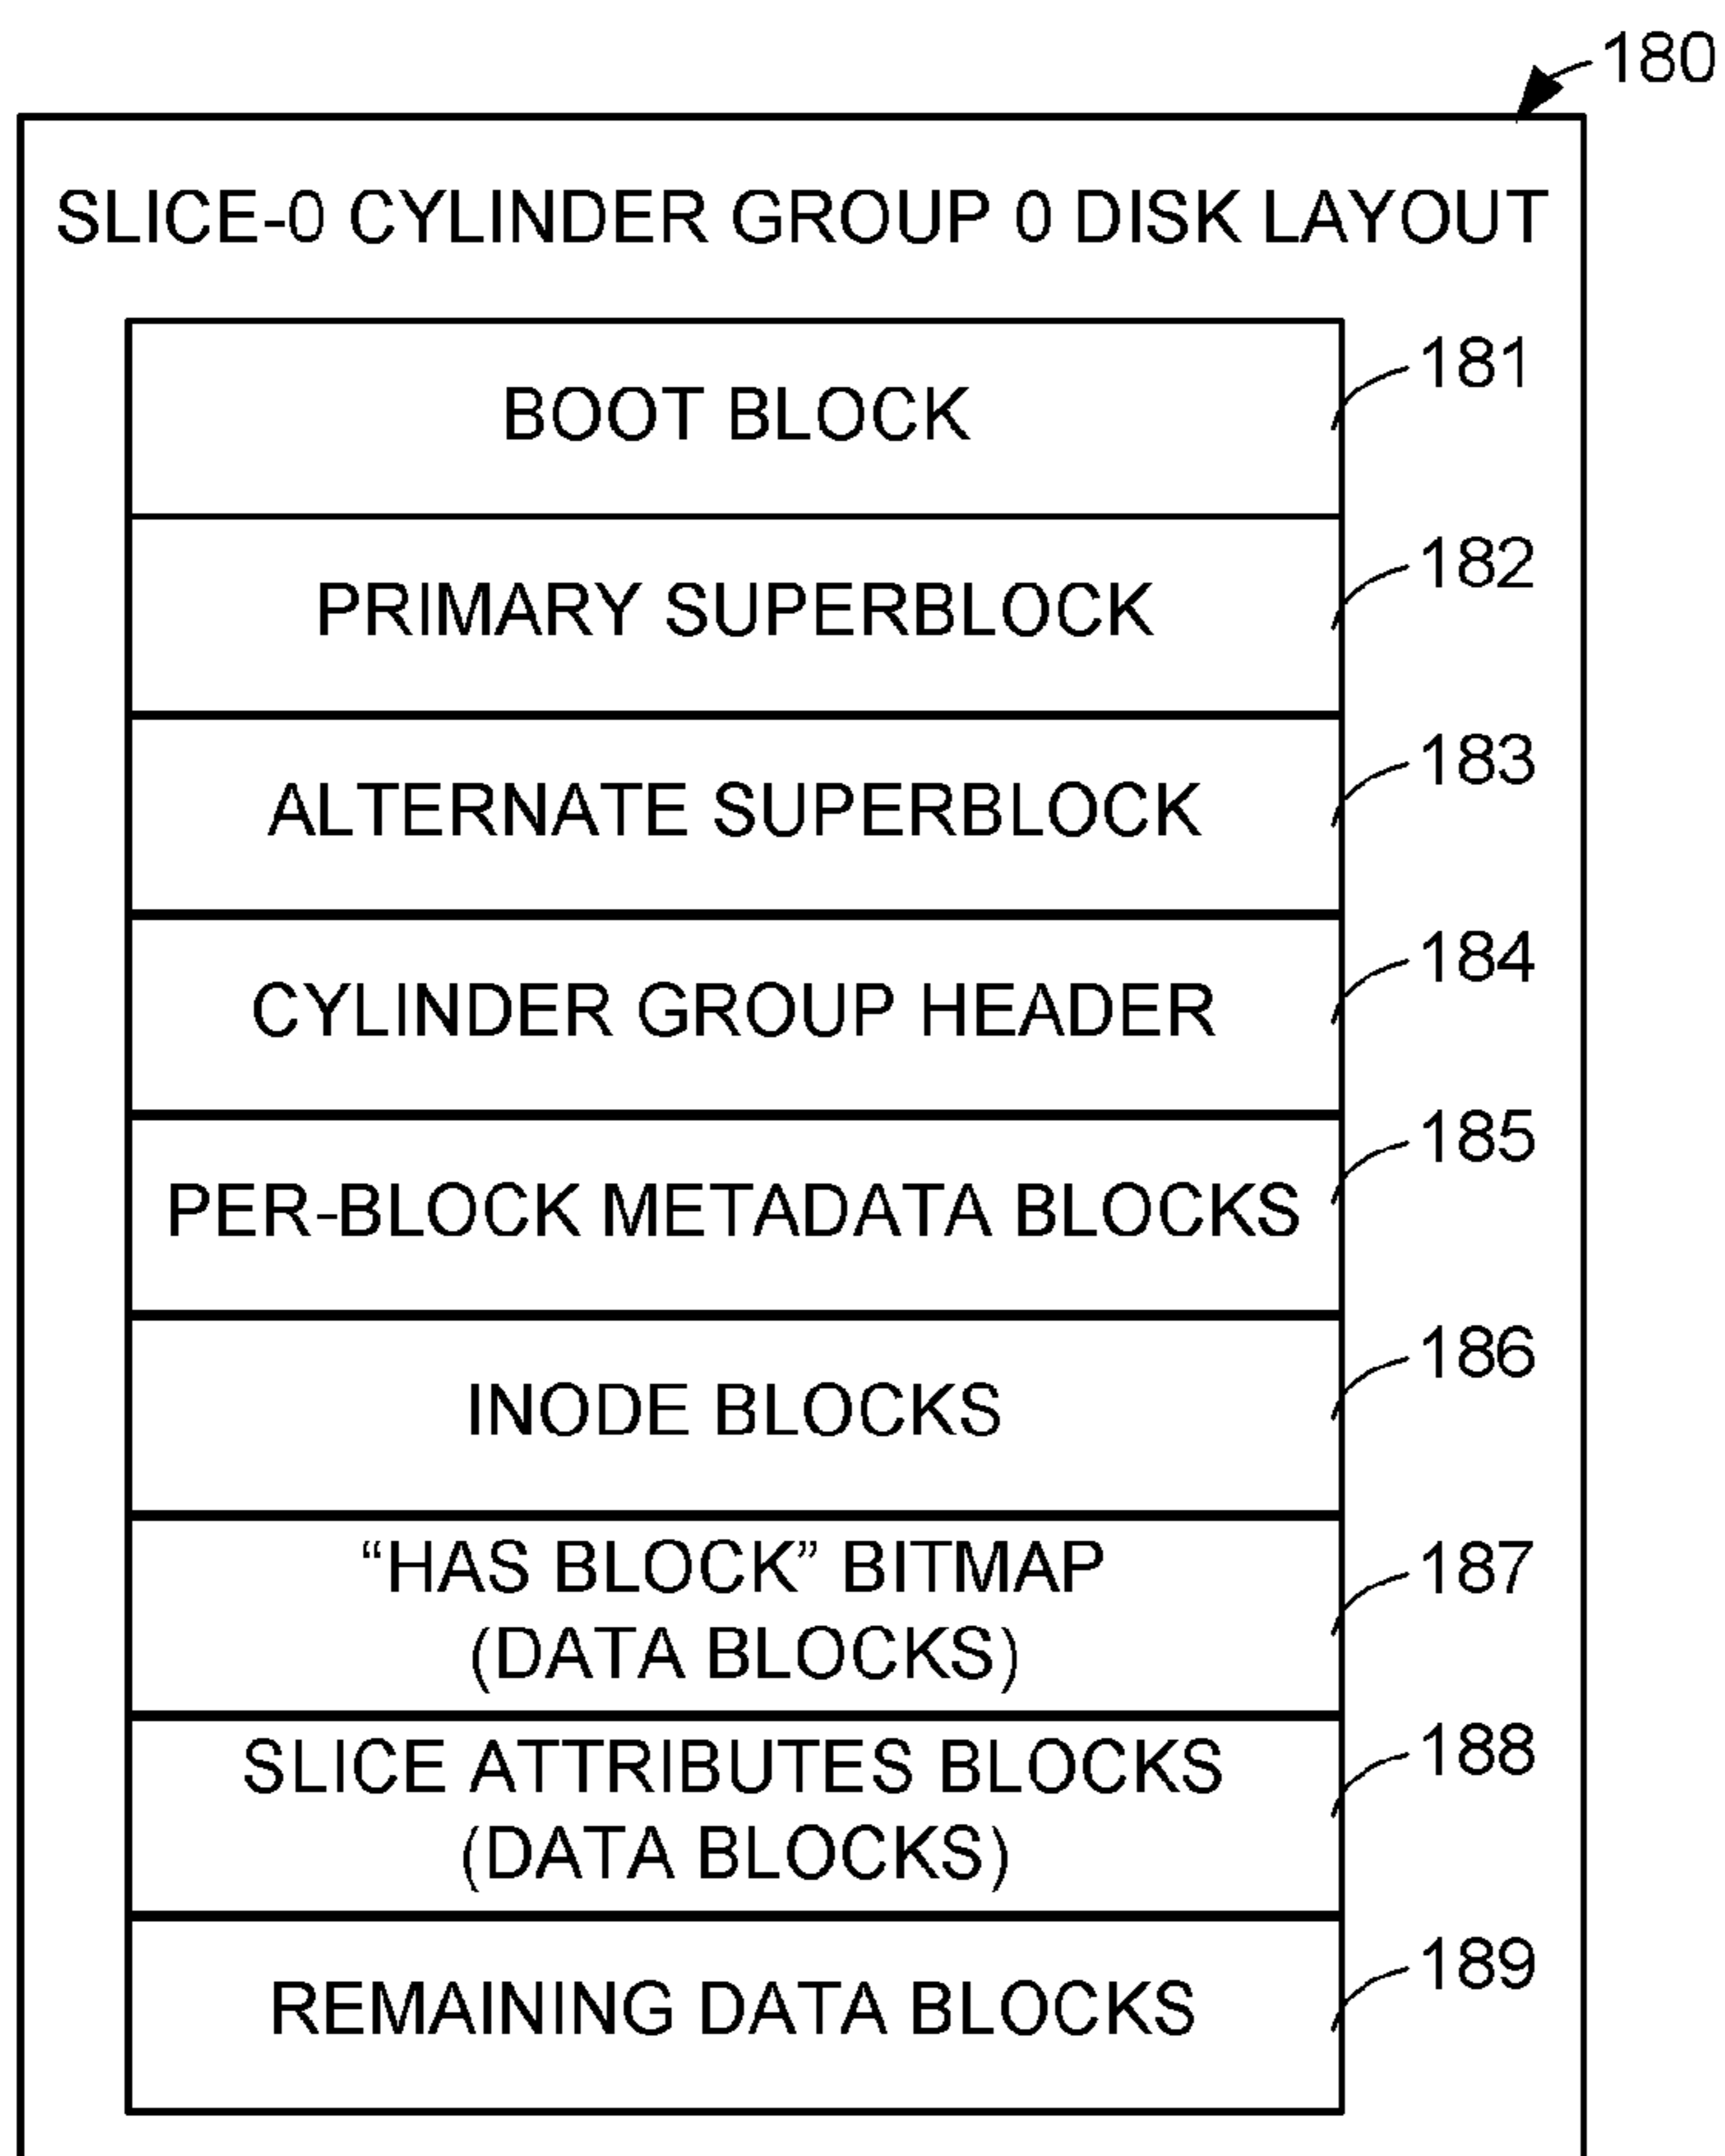 180
SLICE-0 CYLINDER GROUP 0 DISK LAYOUT
BOOT BLOCK
181
PRIMARY SUPERBLOCK
182
ALTERNATE SUPERBLOCK
183
CYLINDER GROUP HEADER
184
PER-BLOCK METADATA BLOCKS
185
INODE BLOCKS
186
“HAS BLOCK” BITMAP
(DATA BLOCKS)
187
SLICE ATTRIBUTES BLOCKS
(DATA BLOCKS)
188
REMAINING DATA BLOCKS
189